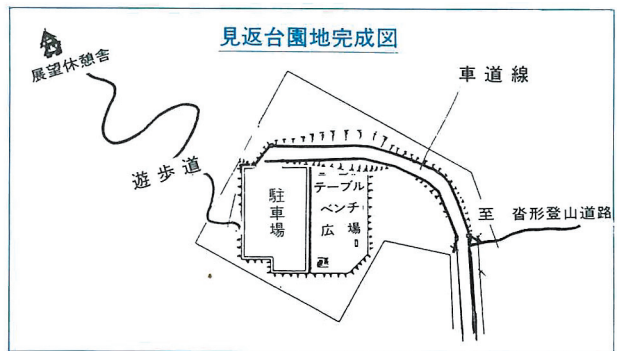 見返台園地完成図
展望休憩舎
車道線
遊歩道
駐車場
テーブル
ベンチ
広場
至 沓形登山道路